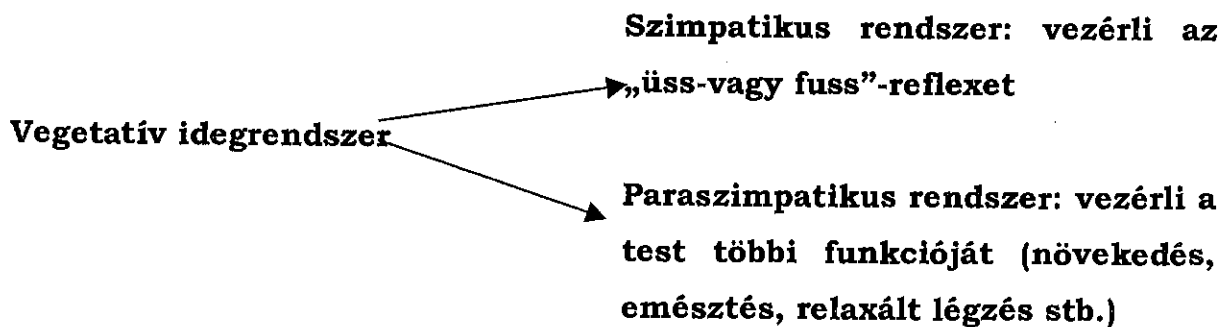 Szimpatikus rendszer: vezérli az
„üss-vagy fuss”-reflexet
Vegetatív idegrendszer
Paraszimpatikus rendszer: vezérli a
test többi funkcióját (növekedés,
emésztés, relaxált légzés stb.)